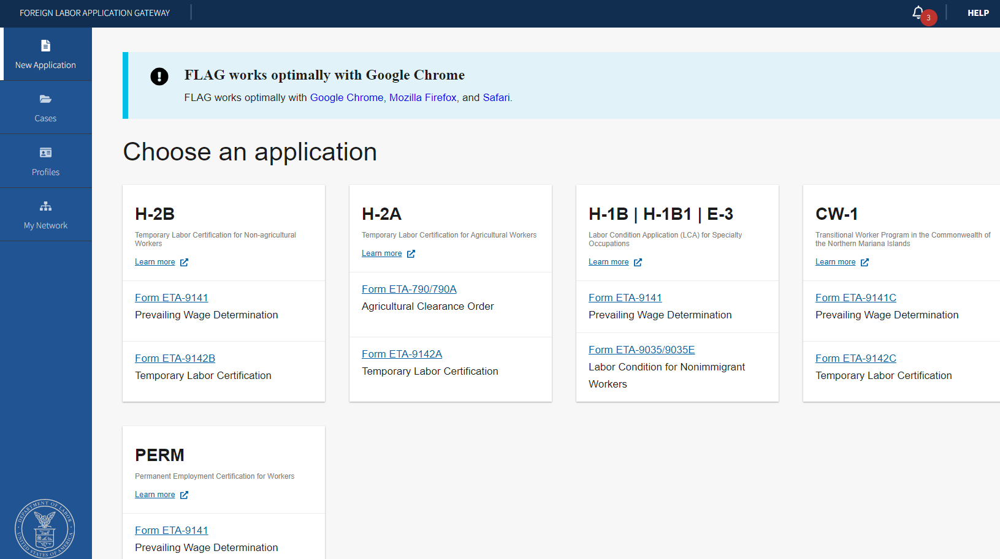 FOREIGN LABOR APPLICATION GATEWAY
3
HELP
New Application
Cases
Profiles
My Network
FLAG works optimally with Google Chrome
FLAG works optimally with Google Chrome, Mozilla Firefox, and Safari.
Choose an application
H-2B
Temporary Labor Certification for Non-agricultural
Workers
Learn more
Form ETA-9141
Prevailing Wage Determination
Form ETA-9142B
Temporary Labor Certification
H-2A
Temporary Labor Certification for Agricultural Workers
Learn more
Form ETA-790/790A
Agricultural Clearance Order
Form ETA-9142A
Temporary Labor Certification
H-1B | H-1B1 | E-3
Labor Condition Application (LCA) for Specialty
Occupations
Learn more
Form ETA-9141
Prevailing Wage Determination
Form ETA-9035/9035E
Labor Condition for Nonimmigrant
Workers
CW-1
Transitional Worker Program in the Commonwealth of
the Northern Mariana Islands
Learn more
Form ETA-9141C
Prevailing Wage Determination
Form ETA-9142C
Temporary Labor Certification
PERM
Permanent Employment Certification for Workers
Learn more
Form ETA-9141
Prevailing Wage Determination
DEPARTMENT OF LABOR
UNITED STATES OF AMERICA